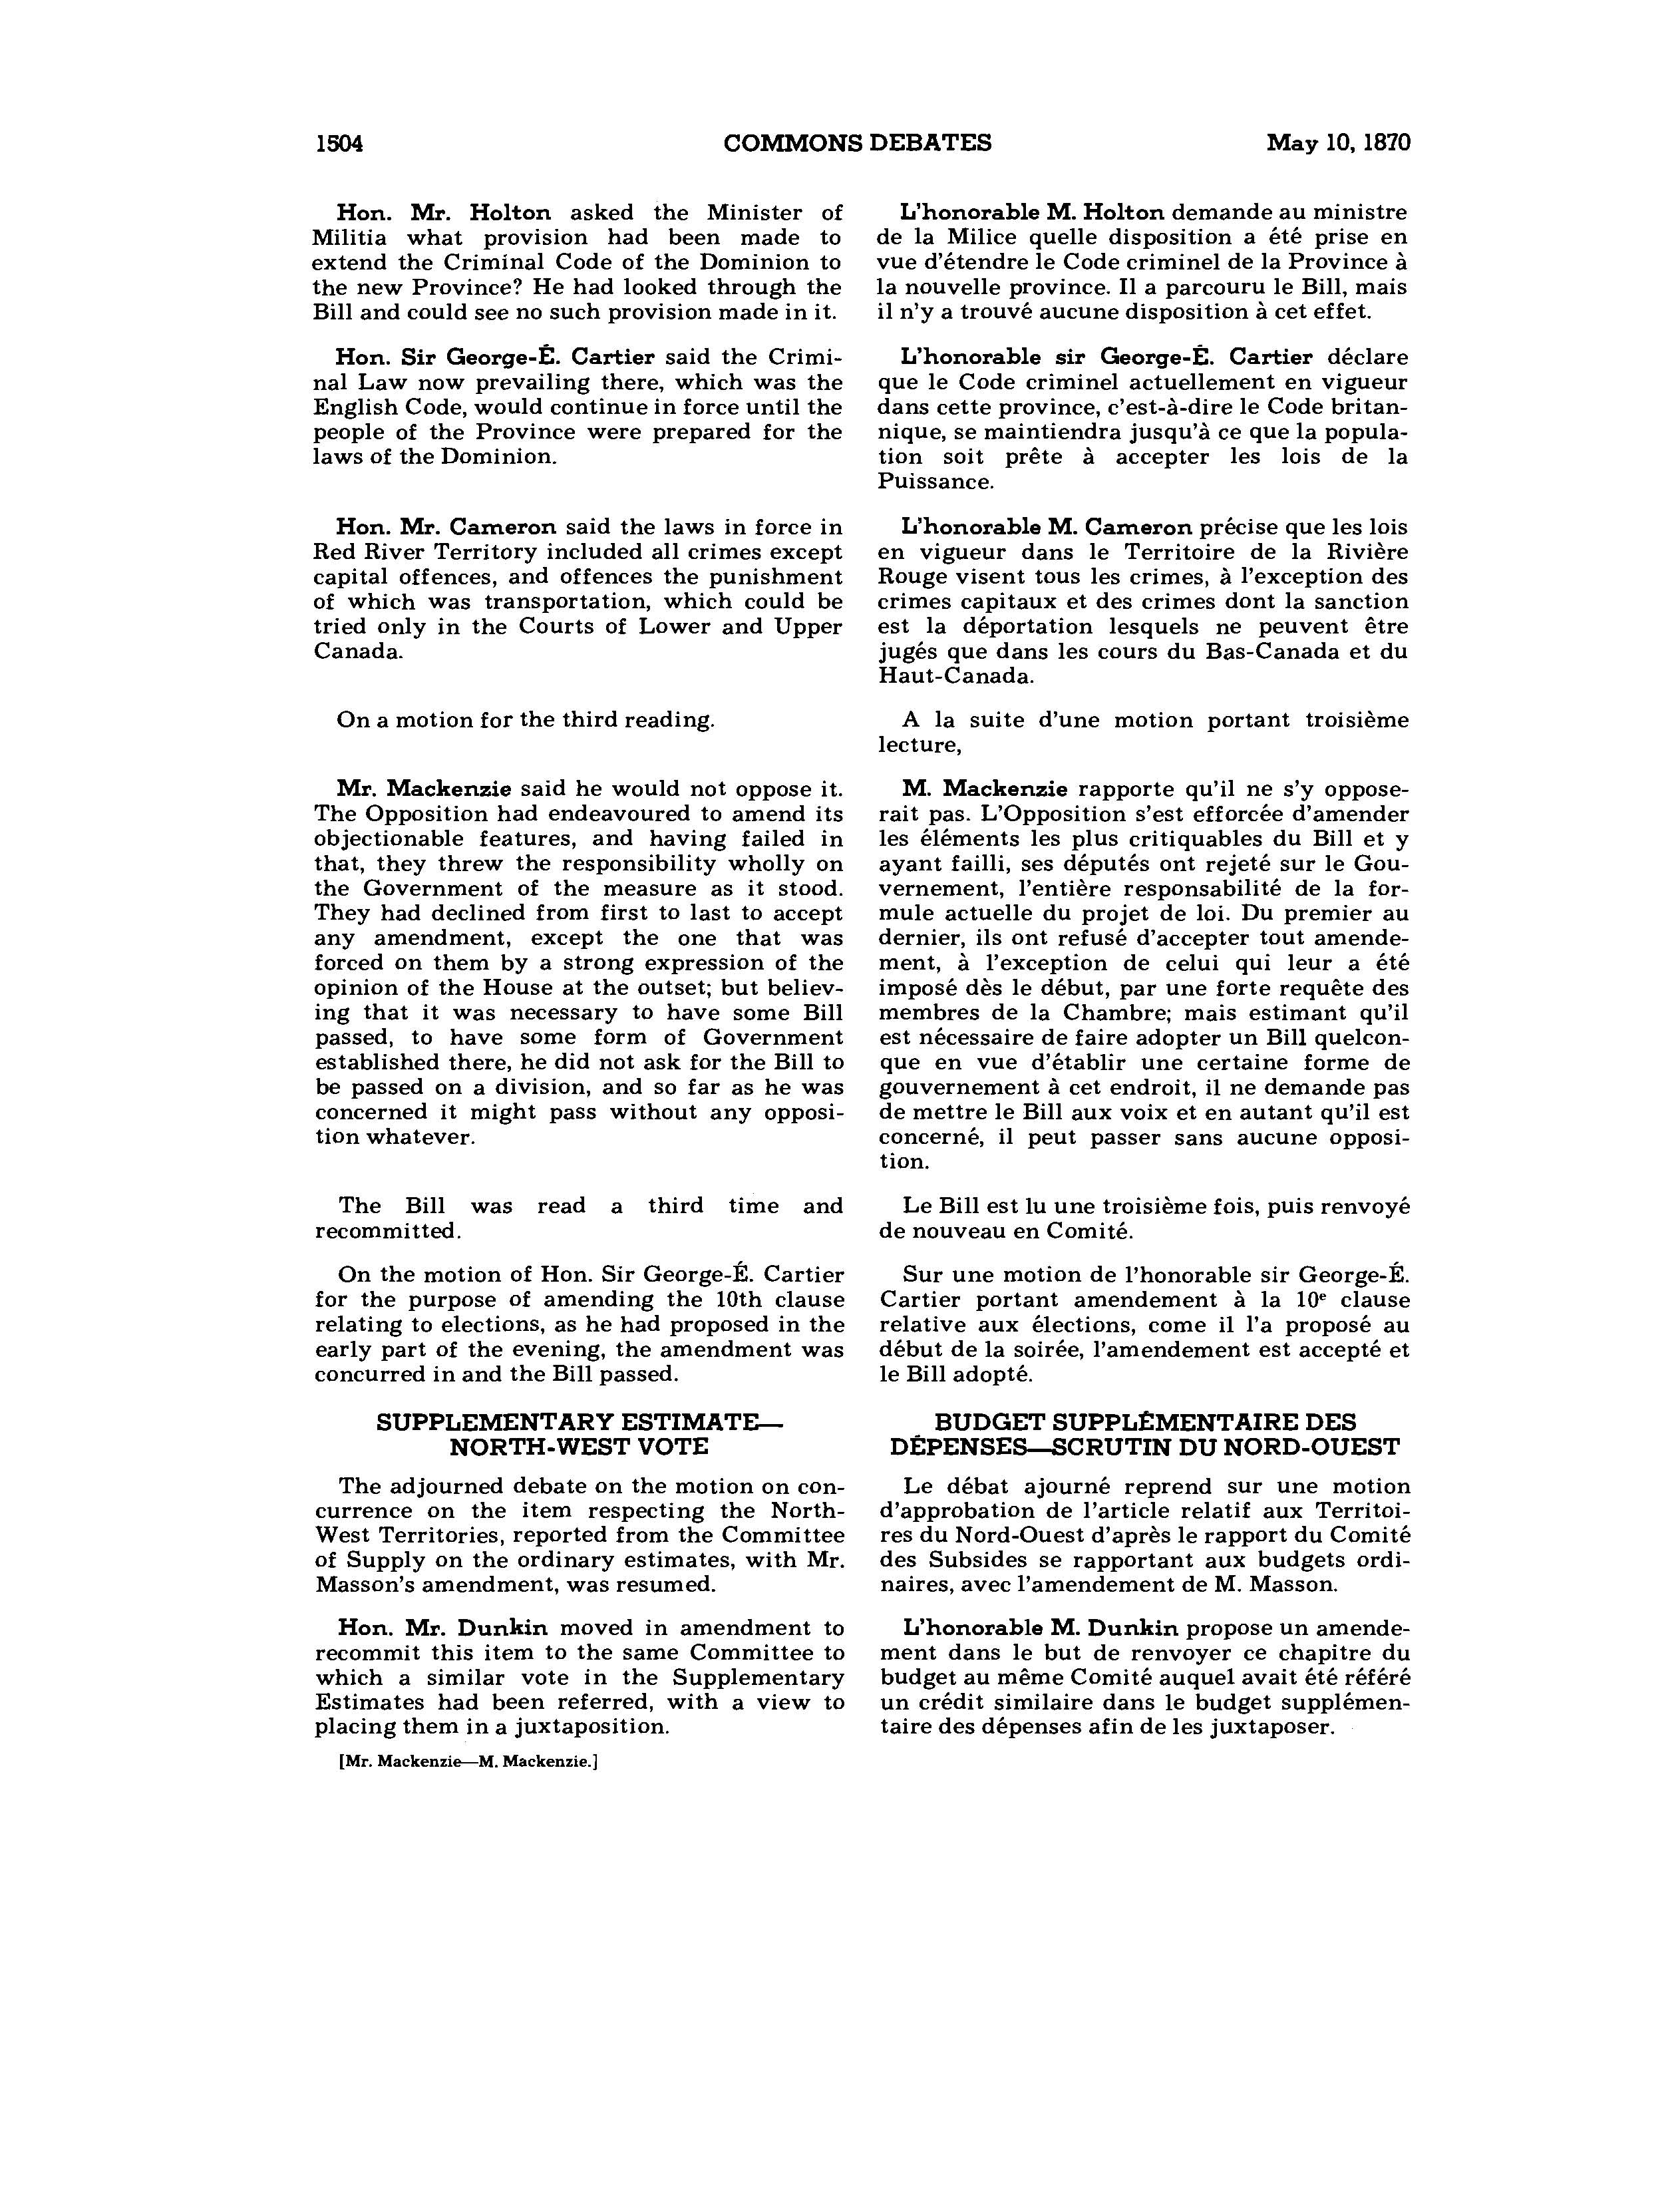 1504 COMMONS DEBATES May 10, 1870
Hon. Mr. Holton asked the Minister of
Militia what provision had been made to
extend the Criminal Code of the Dominion to
the new Province? He had looked through the
Bill and could see no such provision made in it.
Hon. Sir George-É. Cartier said the Crimi-
nal Law now prevailing there, which was the
English Code, would continue in force until the
people of the Province were prepared for the
laws of the Dominion.
Hon. Mr. Cameron said the laws in force in
Red River Territory included all crimes except
capital offences, and offences the punishment
of which was transportation, which could be
tried only in the Courts of Lower and Upper
Canada.
On a motion for the third reading.
Mr. Mackenzie said he would not oppose it.
The Opposition had endeavoured to amend its
objectionable features, and having failed in
that, they threw the responsibility wholly on
the Government of the measure as it stood.
They had declined from first to last to accept
any amendment, except the one that was
forced on them by a strong expression of the
opinion of the House at the outset; but believ-
ing that it was necessary to have some Bill
passed, to have some form of Government
established there, he did not ask for the Bill to
be passed on a division, and so far as he was
concerned it might pass without any opposi-
tion whatever.
The Bill was read a third time and
recommitted.
On the motion of Hon. Sir George-É. Cartier
for the purpose of amending the 10th clause
relating to elections, as he had proposed in the
early part of the evening, the amendment was
concurred in and the Bill passed.
SUPPLEMENTARY ESTIMATE—
NORTH-WEST VOTE
The adjourned debate on the motion on con-
currence on the item respecting the North-
West Territories, reported from the Committee
of Supply on the ordinary estimates, with Mr.
Masson's amendment, was resumed.
Hon. Mr. Dunkin moved in amendment to
recommit this item to the same Committee to
which a similar vote in the Supplementary
Estimates had been referred, with a view to
placing them in a juxtaposition.
[Mr. Mackenzie—M. Mackenzie.]
L'honorable M. Holton demande au ministre
de la Milice quelle disposition a été prise en
vue d'étendre le Code criminel de la Province à
la nouvelle province. Il a parcouru le Bill, mais
il n'y a trouvé aucune disposition à cet effet.
L'honorable sir George-É. Cartier déclare
que le Code criminel actuellement en vigueur
dans cette province, c'est-à-dire le Code britan-
nique, se maintiendra jusqu'à ce que la popula-
tion soit prête à accepter les lois de la
Puissance.
L'honorable M. Cameron précise que les lois
en vigueur dans le Territoire de la Rivière
Rouge visent tous les crimes, à l'exception des
crimes capitaux et des crimes dont la sanction
est la déportation lesquels ne peuvent être
jugés que dans les cours du Bas-Canada et du
Haut-Canada.
A la suite d'une motion portant troisième
lecture,
M. Mackenzie rapporte qu'il ne s'y oppose-
rait pas. L'Opposition s'est efforcée d'amender
les éléments les plus critiquables du Bill et y
ayant failli, ses députés ont rejeté sur le Gou-
vernement, l'entière responsabilité de la for-
mule actuelle du projet de loi. Du premier au
dernier, ils ont refusé d'accepter tout amende-
ment, à l'exception de celui qui leur a été
imposé dès le début, par une forte requête des
membres de la Chambre; mais estimant qu'il
est nécessaire de faire adopter un Bill quelcon-
que en vue d'établir une certaine forme de
gouvernement à cet endroit, il ne demande pas
de mettre le Bill aux voix et en autant qu'il est
concerné, il peut passer sans aucune opposi-
tion.
Le Bill est lu une troisième fois, puis renvoyé
de nouveau en Comité.
Sur une motion de l'honorable sir George-É.
Cartier portant amendement à la 10e clause
relative aux élections, come il l'a proposé au
début de la soirée, l'amendement est accepté et
le Bill adopté.
BUDGET SUPPLÉMENTAIRE DES
DÉPENSES—SCRUTIN DU NORD-OUEST
Le débat ajourné reprend sur une motion
d'approbation de l'article relatif aux Territoi-
res du Nord-Ouest d'après le rapport du Comité
des Subsides se rapportant aux budgets ordi-
naires, avec l'amendement de M. Masson.
L'honorable M. Dunkin propose un amende-
ment dans le but de renvoyer ce chapitre du
budget au même Comité auquel avait été référé
un crédit similaire dans le budget supplémen-
taire des dépenses afin de les juxtaposer.